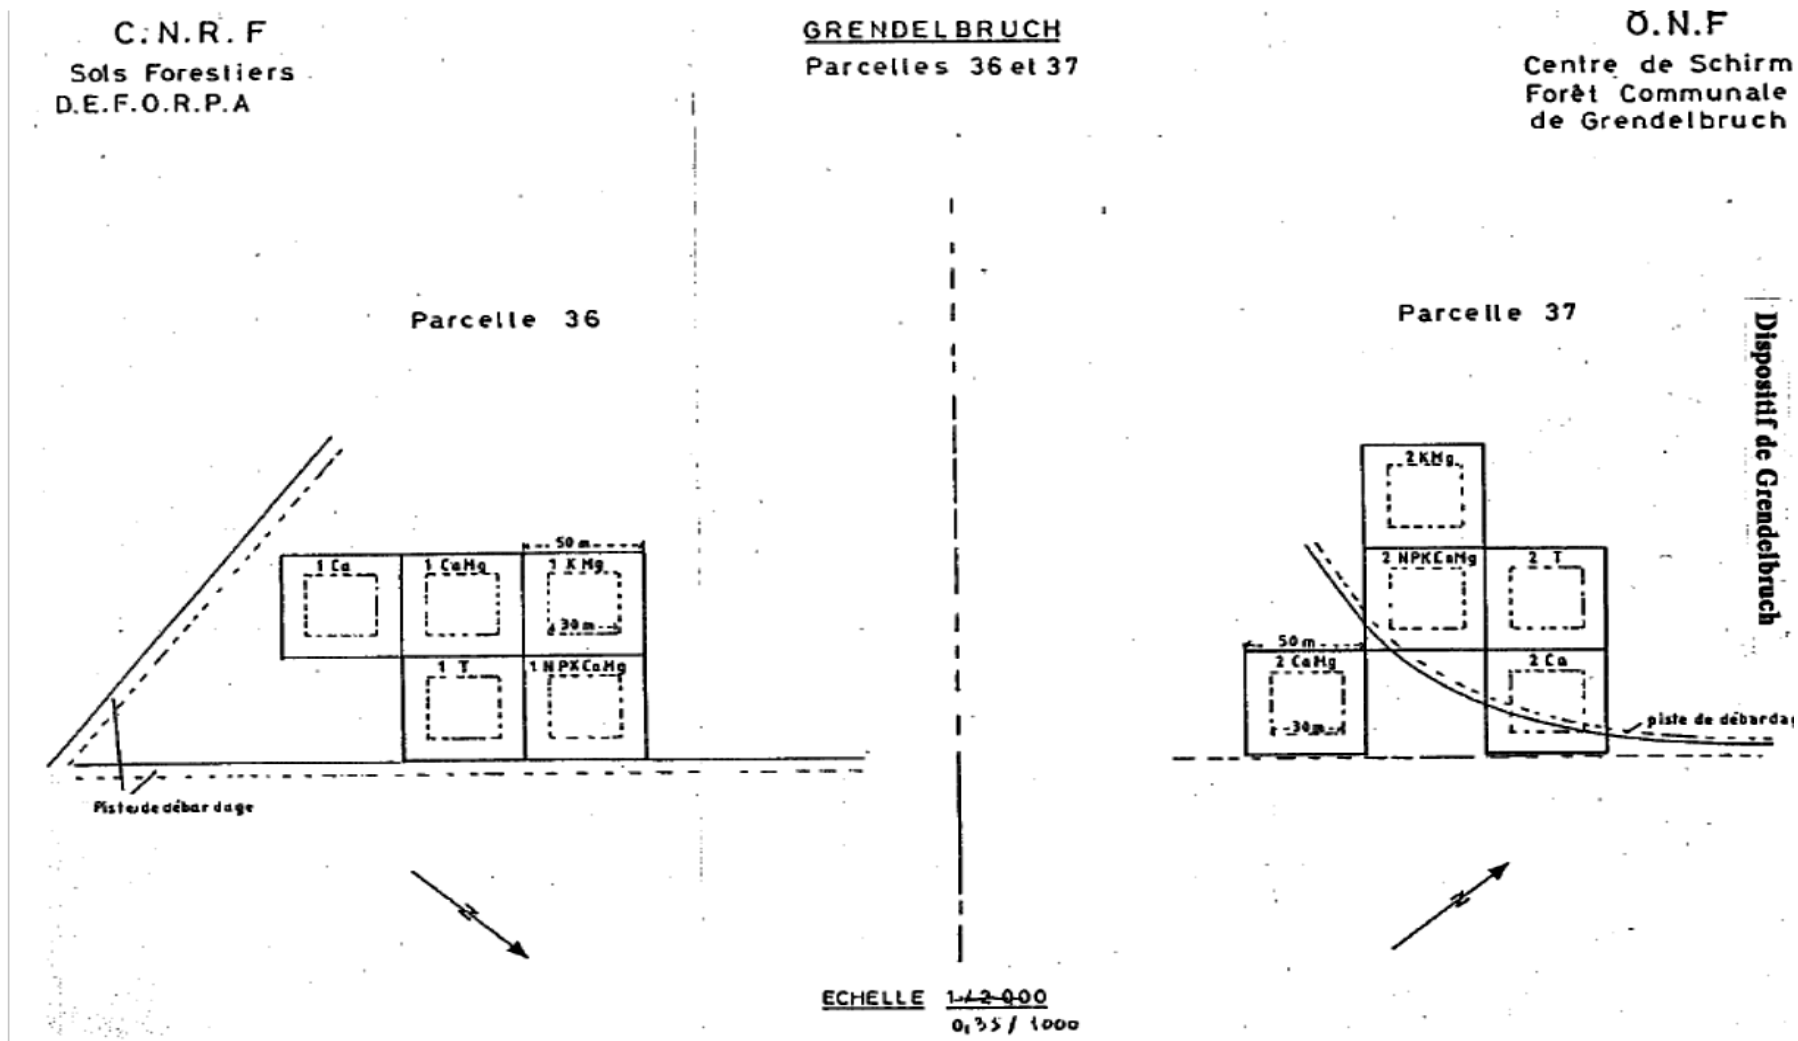 C.N.R.F
Sols Forestiers
D.E.F.O.R.P.A
GRENDELBRUCH
Parcelles 36 et 37
O.N.F
Centre de Schirm
Forêt Communale
de Grendelbruch
Parcelle 36
Parcelle 37
Dispositif de Grendelbruch
50 m
1 Ca
1 CaMg
1 KMg
30 m
1 T
1 NPKCaMg
Piste de débardage
2 KMg
2 NPKCaMg
2 T
50 m
2 CaMg
2 Ca
30 m
piste de débardag
N
N
ECHELLE 1/2000
0,35 / 1000